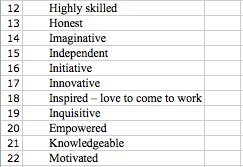 12 Highly skilled
13 Honest
14 Imaginative
15 Independent
16 Initiative
17 Innovative
18 Inspired – love to come to work
19 Inquisitive
20 Empowered
21 Knowledgeable
22 Motivated